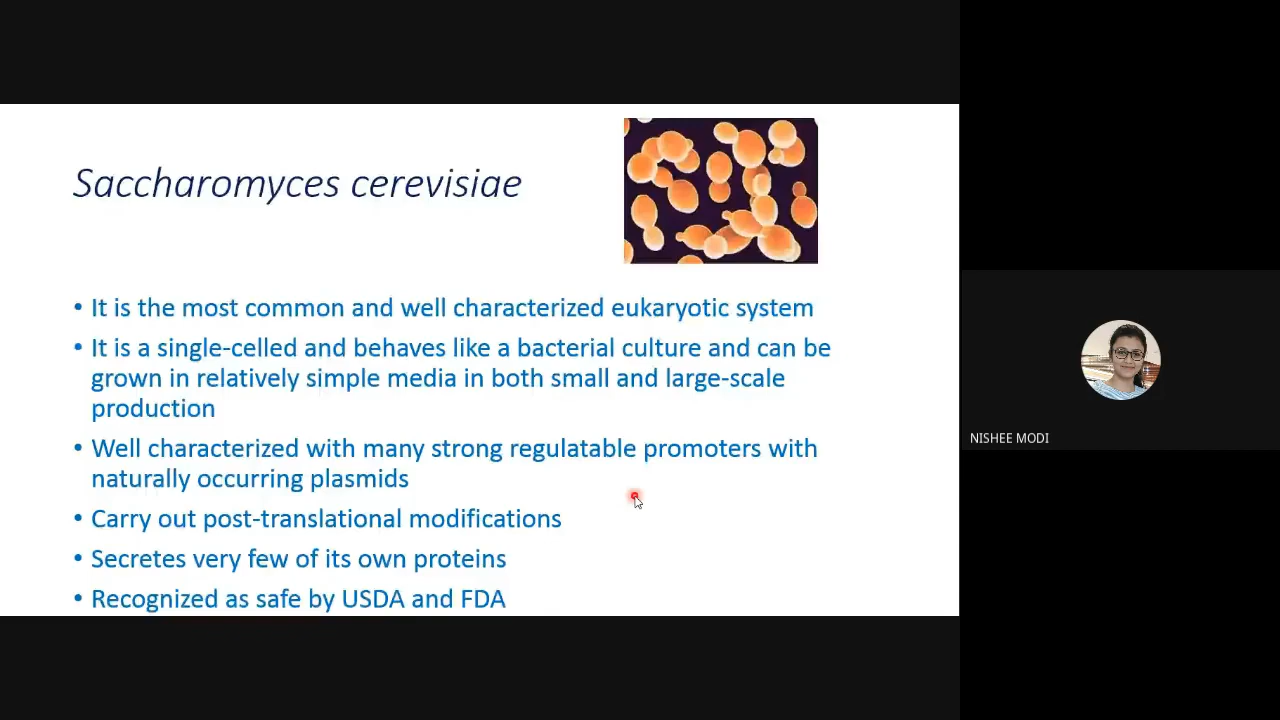 Saccharomyces cerevisiae
• It is the most common and well characterized eukaryotic system
• It is a single-celled and behaves like a bacterial culture and can be
grown in relatively simple media in both small and large-scale
production
• Well characterized with many strong regulatable promoters with
naturally occurring plasmids
• Carry out post-translational modifications
• Secretes very few of its own proteins
• Recognized as safe by USDA and FDA
NISHEE MODI